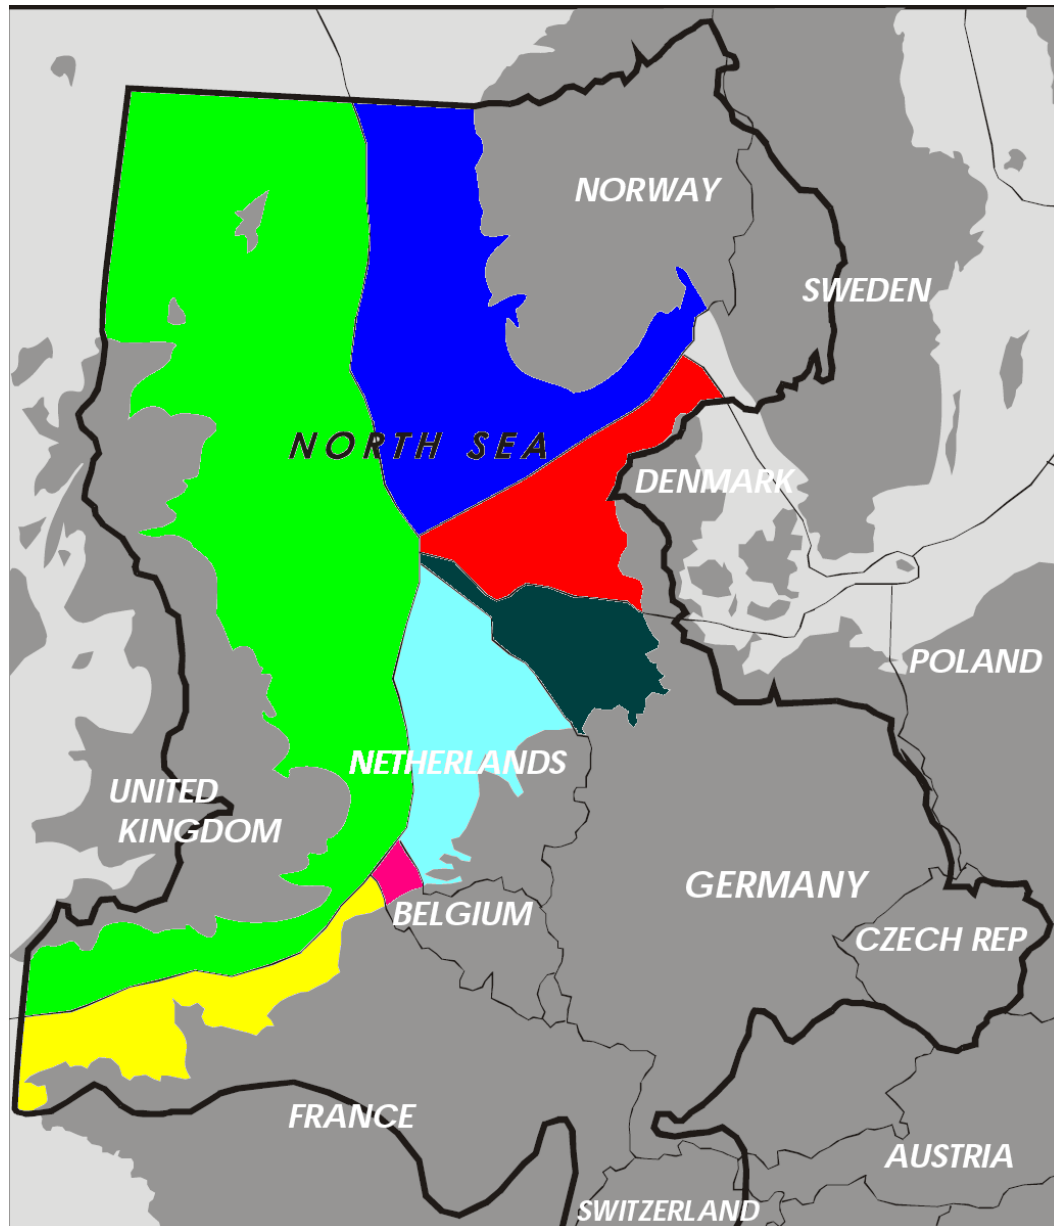 NORWAY
SWEDEN
NORTH SEA
DENMARK
POLAND
NETHERLANDS
UNITED
KINGDOM
GERMANY
BELGIUM
CZECH REP
FRANCE
AUSTRIA
SWITZERLAND